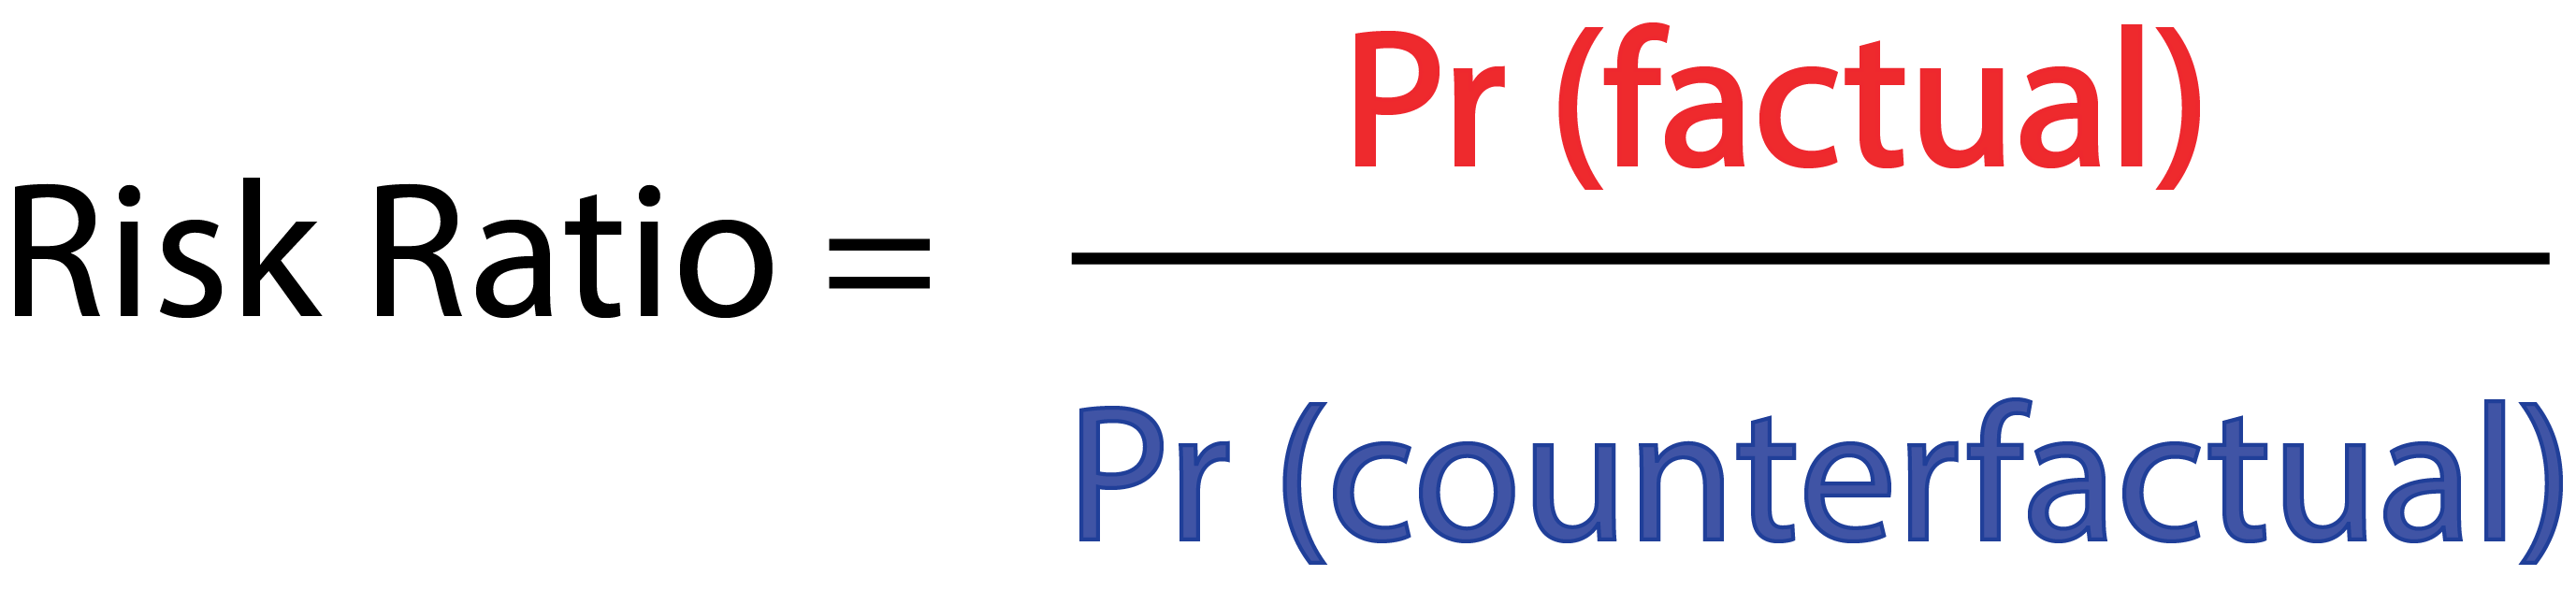 Pr (factual)
Risk Ratio =
Pr (counterfactual)